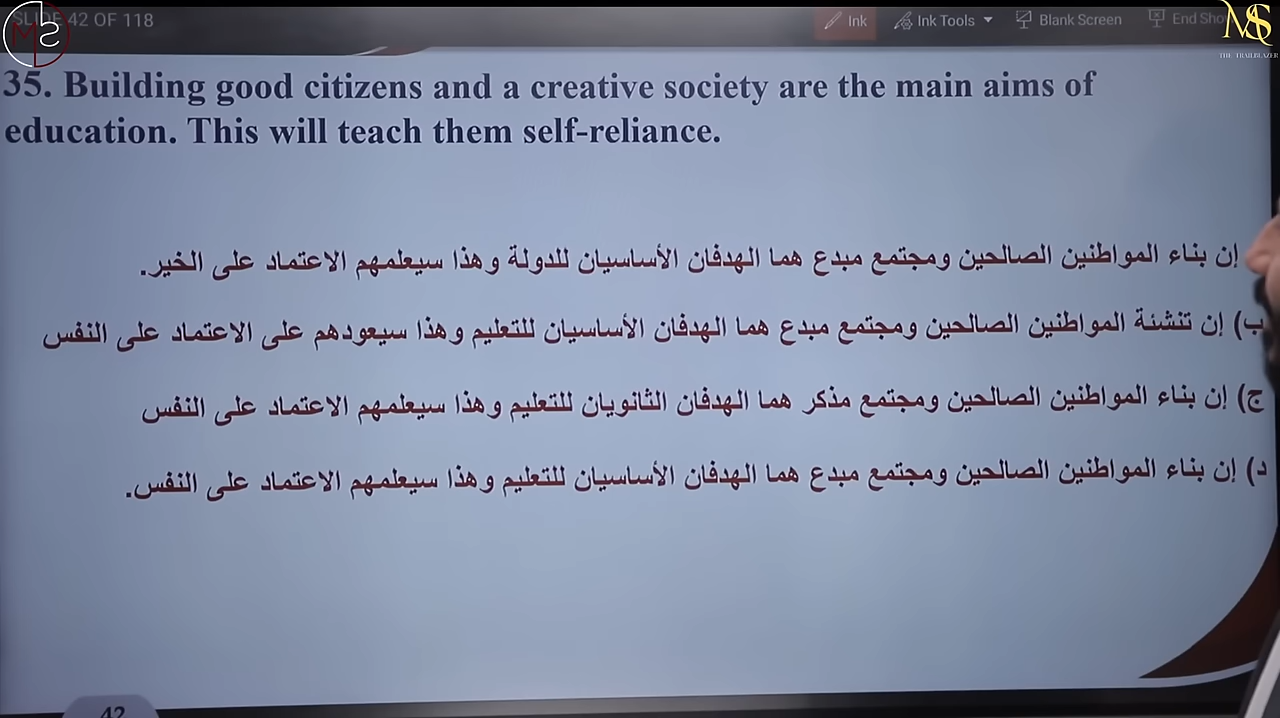 SLIDE 42 OF 118
Ink
Ink Tools
Blank Screen
End Show
MS
THE TRAILBLAZER
35. Building good citizens and a creative society are the main aims of
education. This will teach them self-reliance.
إن بناء المواطنين الصالحين ومجتمع مبدع هما الهدفان الأساسيان للدولة وهذا سيعلمهم الاعتماد على الخير.
ب) إن تنشئة المواطنين الصالحين ومجتمع مبدع هما الهدفان الأساسيان للتعليم وهذا سيعودهم على الاعتماد على النفس
ج) إن بناء المواطنين الصالحين ومجتمع مذكر هما الهدفان الثانويان للتعليم وهذا سيعلمهم الاعتماد على النفس
د) إن بناء المواطنين الصالحين ومجتمع مبدع هما الهدفان الأساسيان للتعليم وهذا سيعلمهم الاعتماد على النفس.
42